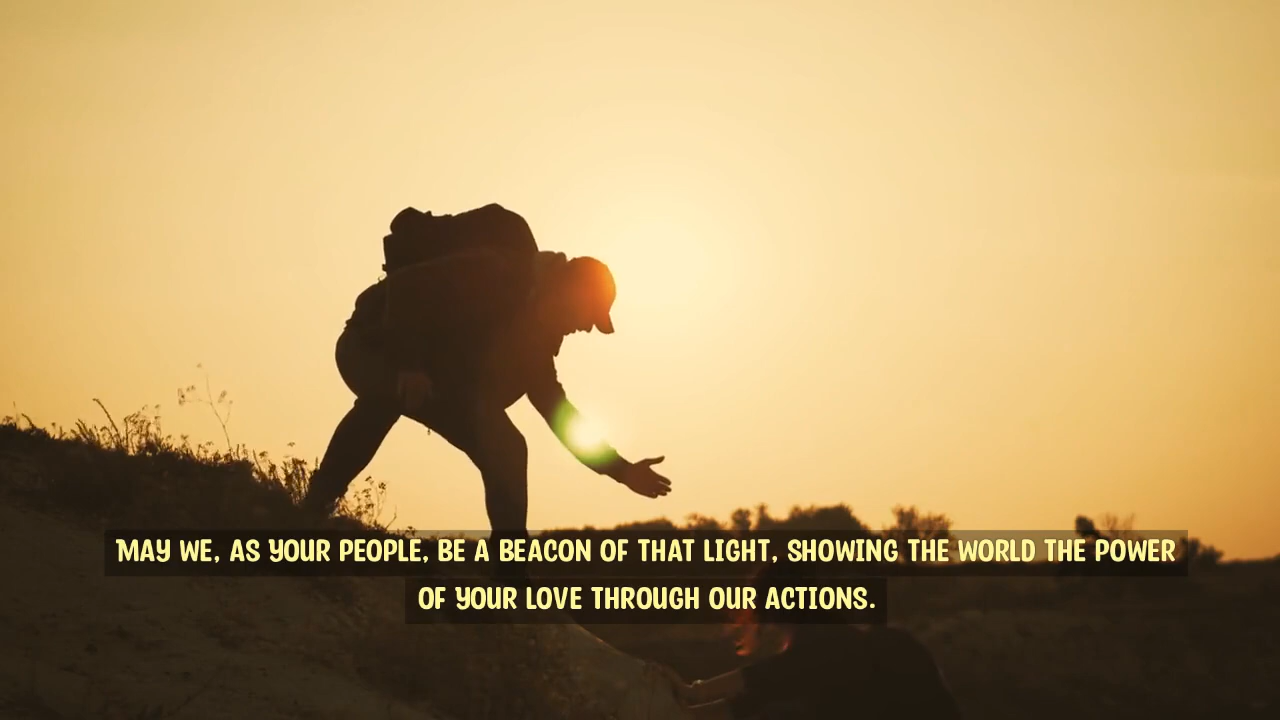 MAY WE, AS YOUR PEOPLE, BE A BEACON OF THAT LIGHT, SHOWING THE WORLD THE POWER
OF YOUR LOVE THROUGH OUR ACTIONS.